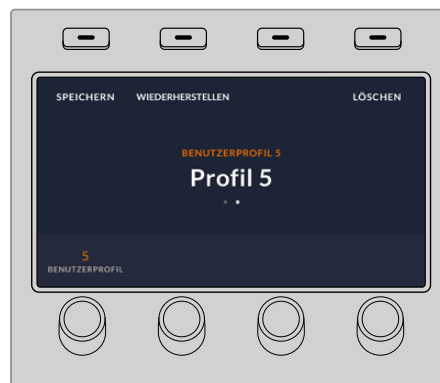 SPEICHERN WIEDERHERSTELLEN LÖSCHEN
BENUTZERPROFIL 5
Profil 5
5
BENUTZERPROFIL